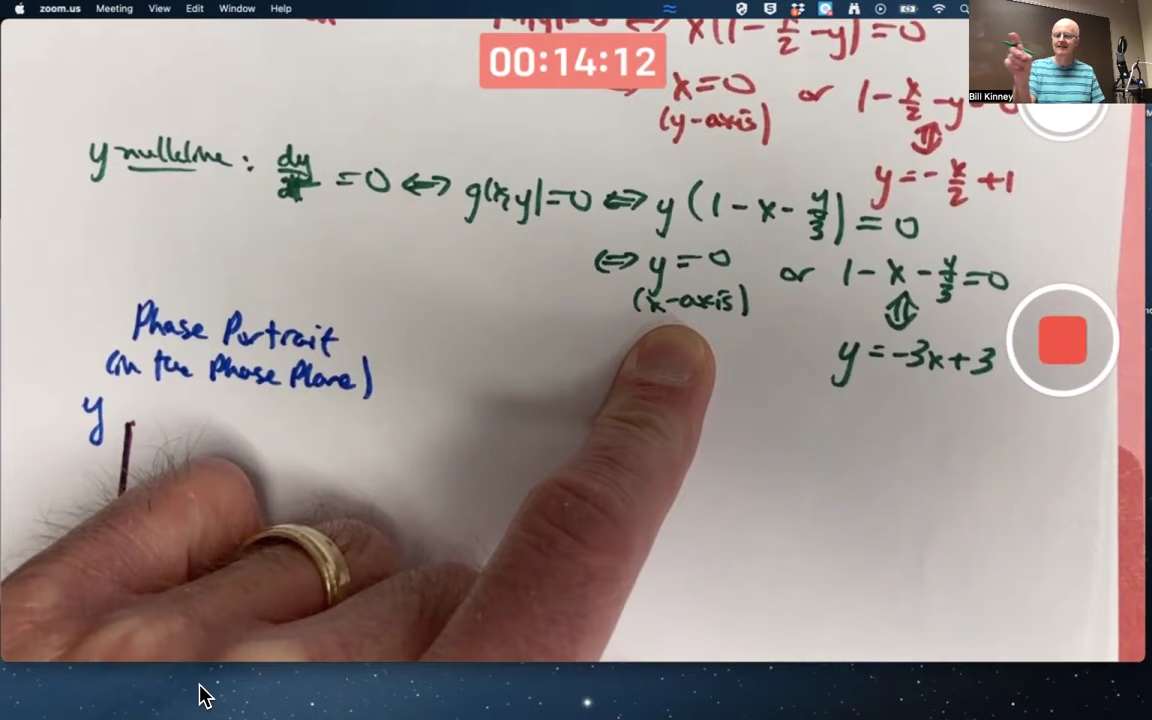 zoom.us Meeting View Edit Window Help
00:14:12
x(1-x/2-y)=0
x=0 or 1-x/2-y=0
(y-axis)
y=-x/2+1
Bill Kinney
y nullcline: dy/dt=0 ⟺ g(x,y)=0 ⟺ y(1-x-y/3)=0
⟺ y=0 or 1-x-y/3=0
(x-axis)
y=-3x+3
Phase Portrait
(in the Phase Plane)
y